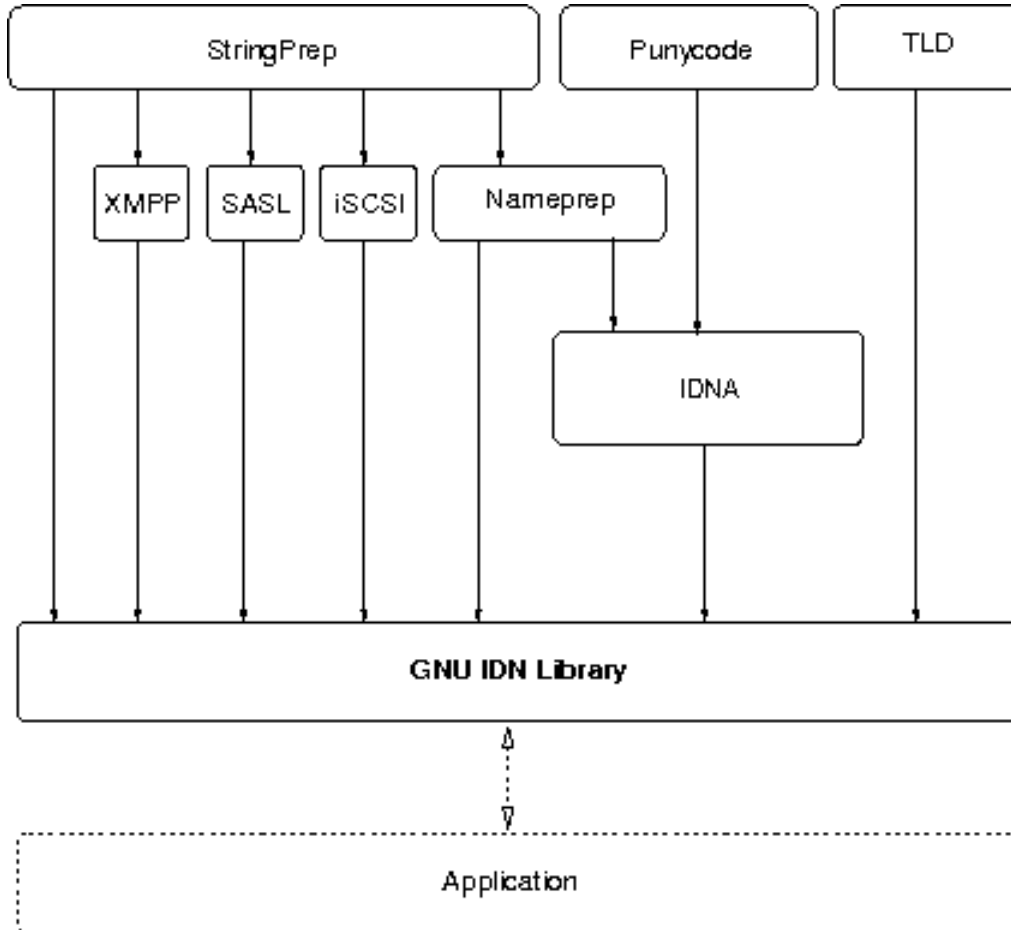 StringPrep
Punycode
TLD
XMPP
SASL
iSCSI
Nameprep
IDNA
GNU IDN Library
Application